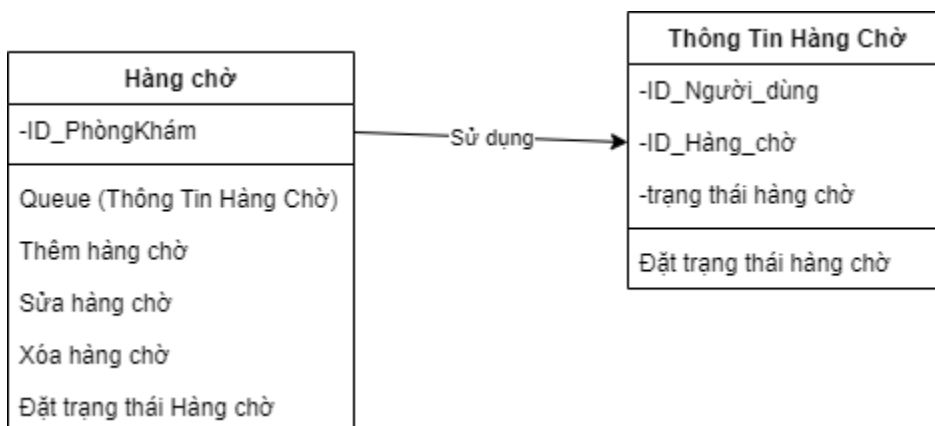 Hàng chờ
-ID_PhòngKhám
Queue (Thông Tin Hàng Chờ)
Thêm hàng chờ
Sửa hàng chờ
Xóa hàng chờ
Đặt trạng thái Hàng chờ
Sử dụng
Thông Tin Hàng Chờ
-ID_Người_dùng
-ID_Hàng_chờ
-trạng thái hàng chờ
Đặt trạng thái hàng chờ